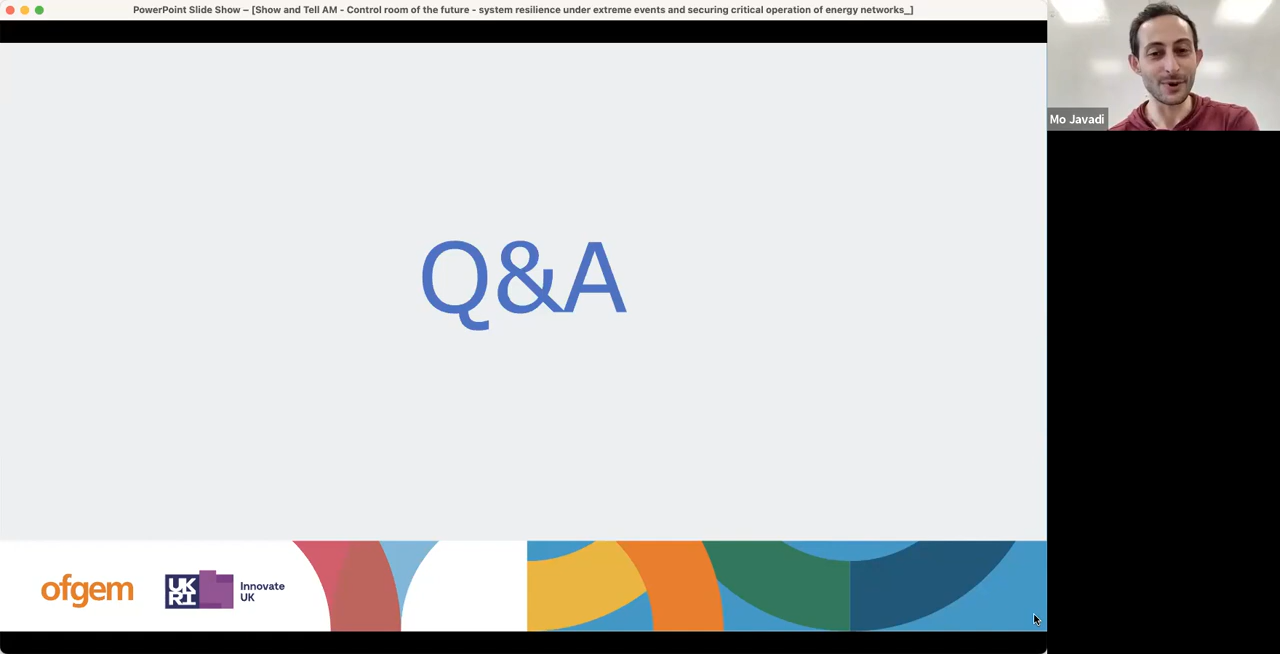 PowerPoint Slide Show – [Show and Tell AM - Control room of the future - system resilience under extreme events and securing critical operation of energy networks_]
Mo Javadi
Q&A
ofgem
UK
RI
Innovate
UK